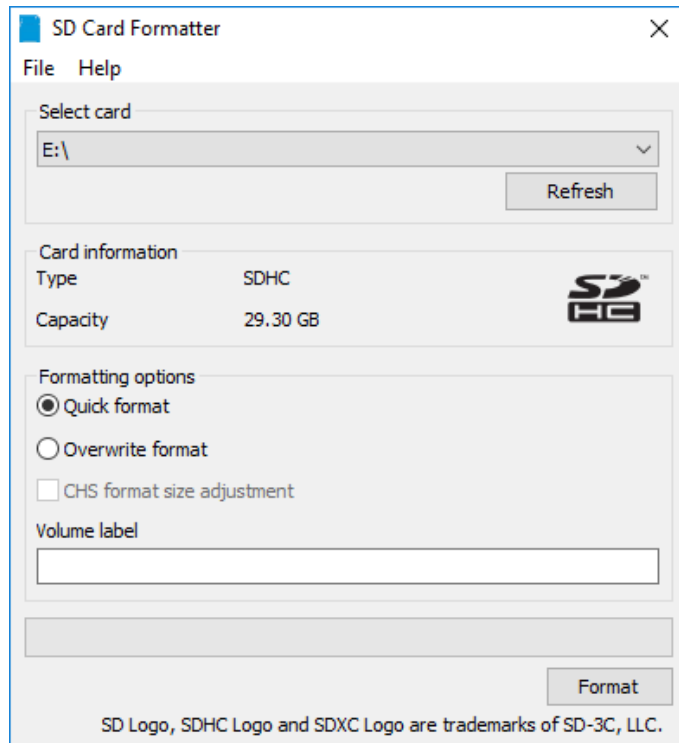 SD Card Formatter
File Help
Select card
E:\
Refresh
Card information
Type SDHC
SD™
HC
Capacity 29.30 GB
Formatting options
Quick format
Overwrite format
CHS format size adjustment
Volume label
Format
SD Logo, SDHC Logo and SDXC Logo are trademarks of SD-3C, LLC.